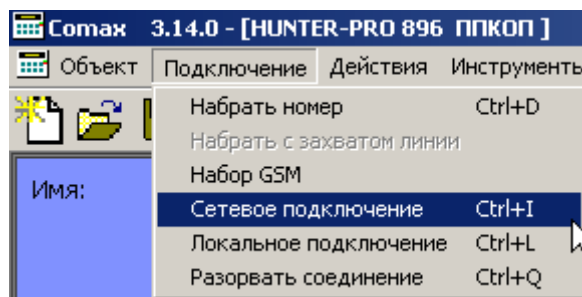 Comax 3.14.0 - [HUNTER-PRO 896 ППКОП ]
Объект Подключение Действия Инструменты
Набрать номер Ctrl+D
Набрать с захватом линии
Набор GSM
Имя:
Сетевое подключение Ctrl+I
Локальное подключение Ctrl+L
Разорвать соединение Ctrl+Q